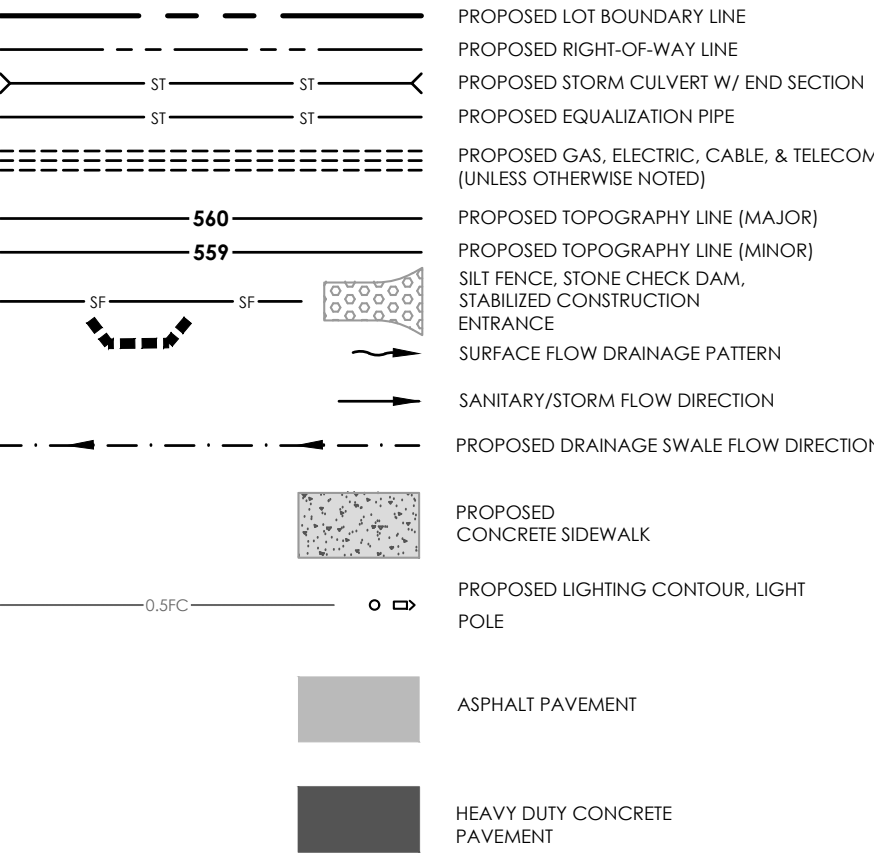 PROPOSED LOT BOUNDARY LINE
PROPOSED RIGHT-OF-WAY LINE
ST ST PROPOSED STORM CULVERT W/ END SECTION
ST ST PROPOSED EQUALIZATION PIPE
PROPOSED GAS, ELECTRIC, CABLE, & TELECOM
(UNLESS OTHERWISE NOTED)
560 PROPOSED TOPOGRAPHY LINE (MAJOR)
559 PROPOSED TOPOGRAPHY LINE (MINOR)
SILT FENCE, STONE CHECK DAM,
SF SF STABILIZED CONSTRUCTION
ENTRANCE
SURFACE FLOW DRAINAGE PATTERN
SANITARY/STORM FLOW DIRECTION
PROPOSED DRAINAGE SWALE FLOW DIRECTION
PROPOSED
CONCRETE SIDEWALK
PROPOSED LIGHTING CONTOUR, LIGHT
0.5FC
POLE
ASPHALT PAVEMENT
HEAVY DUTY CONCRETE
PAVEMENT